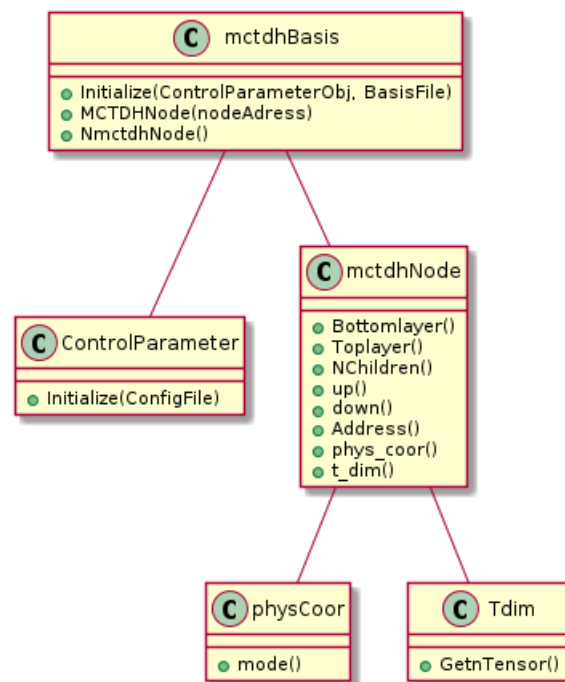 C mctdhBasis
Initialize(ControlParameterObj, BasisFile)
MCTDHNode(nodeAdress)
NmctdhNode()
C mctdhNode
Bottomlayer()
Toplayer()
NChildren()
up()
down()
Address()
phys_coor()
t_dim()
C ControlParameter
Initialize(ConfigFile)
C physCoor
mode()
C Tdim
GetnTensor()